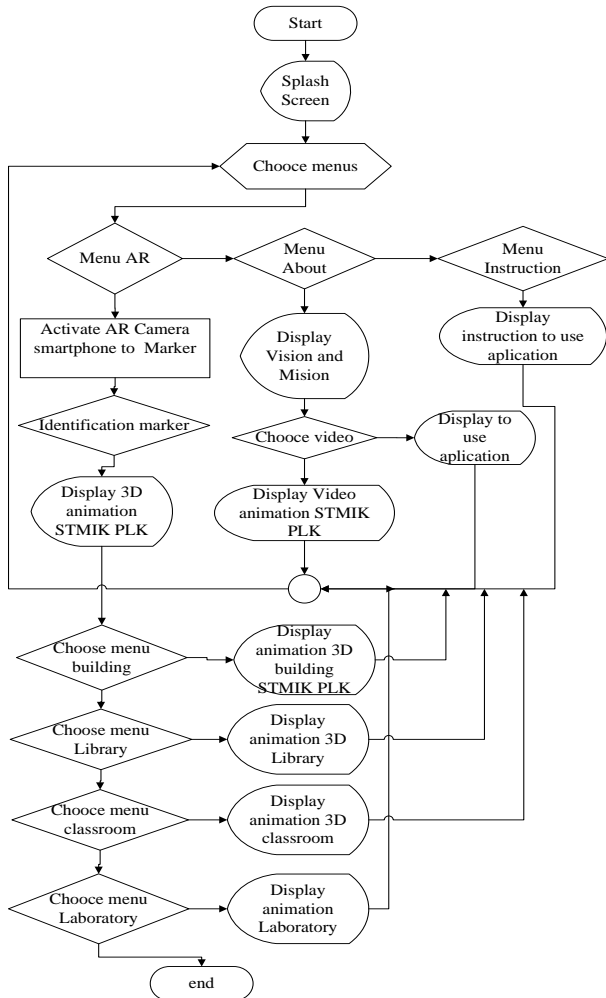 Start
Splash
Screen
Chooce menus
Menu AR
Menu
About
Menu
Instruction
Activate AR Camera
smartphone to Marker
Display
Vision and
Mision
Display
instruction to use
aplication
Identification marker
Chooce video
Display to
use
aplication
Display 3D
animation
STMIK PLK
Display Video
animation STMIK
PLK
Choose menu
building
Display
animation 3D
building
STMIK PLK
Choose menu
Library
Display
animation 3D
Library
Chooce menu
classroom
Display
animation 3D
classroom
Chooce menu
Laboratory
Display
animation
Laboratory
end